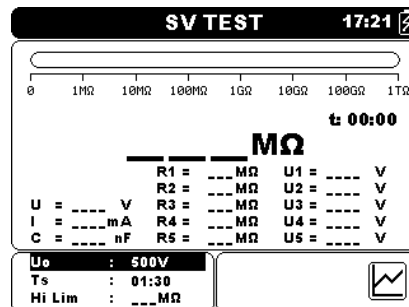 SV TEST 17:21
0 1MΩ 10MΩ 100MΩ 1GΩ 10GΩ 100GΩ 1TΩ
t: 00:00
___ ___ ___MΩ
R1 = ___MΩ U1 = ____ V
R2 = ___MΩ U2 = ____ V
U = ____ V R3 = ___MΩ U3 = ____ V
I = ____mA R4 = ___MΩ U4 = ____ V
C = ____ nF R5 = ___MΩ U5 = ____ V
Uo : 500V
Ts : 01:30
Hi Lim : ___MΩ